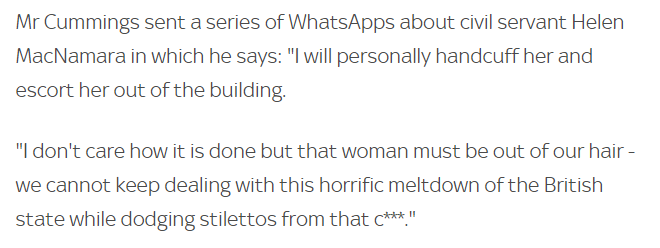 Mr Cummings sent a series of WhatsApps about civil servant Helen
MacNamara in which he says: "I will personally handcuff her and
escort her out of the building.
"I don't care how it is done but that woman must be out of our hair -
we cannot keep dealing with this horrific meltdown of the British
state while dodging stilettos from that c***."